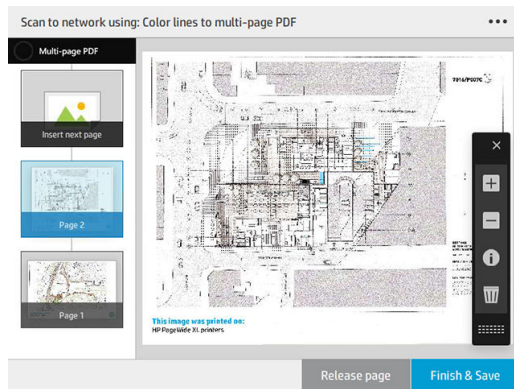 Scan to network using: Color lines to multi-page PDF
Multi-page PDF
Insert next page
Page 2
Page 1
This image was printed on:
HP PageWide XL printers
Release page
Finish & Save